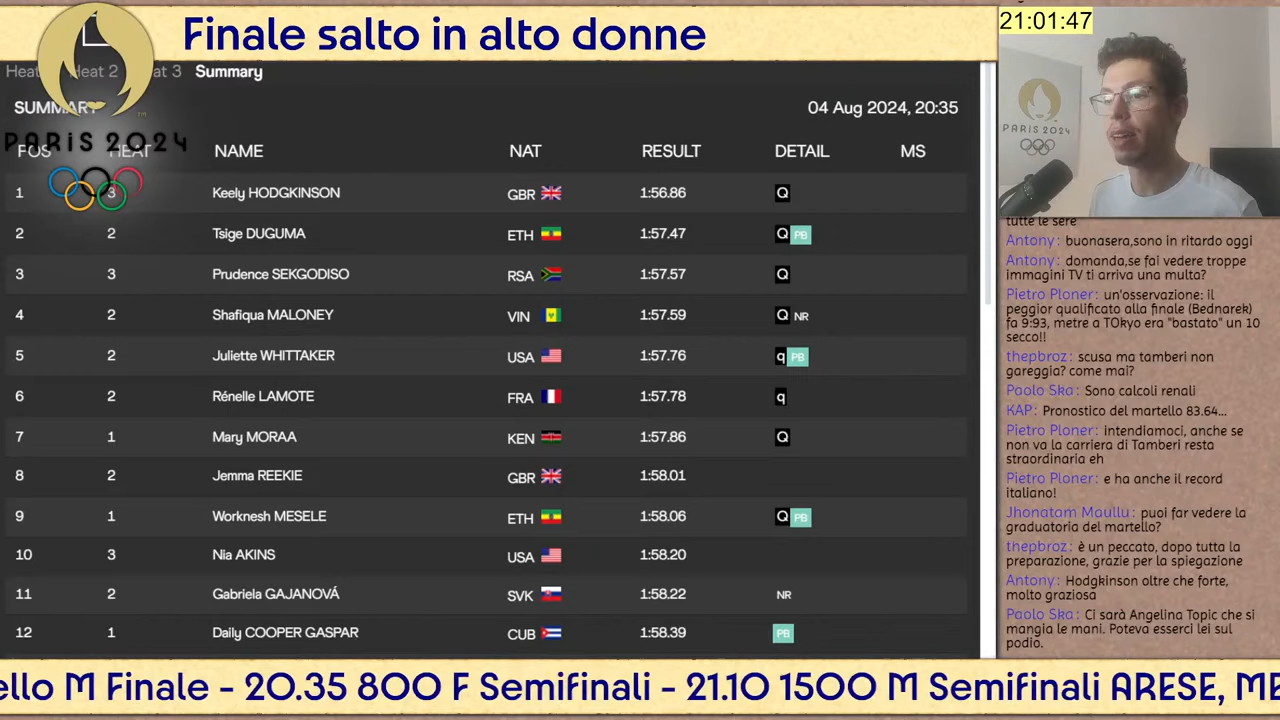 Finale salto in alto donne
21:01:47
Heat 2
at 3
Summary
SUMMARY
04 Aug 2024, 20:35
PARIS 2024
POS HEAT NAME NAT RESULT DETAIL MS
1 3 Keely HODGKINSON GBR 1:56.86 Q
2 2 Tsige DUGUMA ETH 1:57.47 Q PB
3 3 Prudence SEKGODISO RSA 1:57.57 Q
4 2 Shafiqua MALONEY VIN 1:57.59 Q NR
5 2 Juliette WHITTAKER USA 1:57.76 q PB
6 2 Rénelle LAMOTE FRA 1:57.78 q
7 1 Mary MORAA KEN 1:57.86 Q
8 2 Jemma REEKIE GBR 1:58.01
9 1 Worknesh MESELE ETH 1:58.06 Q PB
10 3 Nia AKINS USA 1:58.20
11 2 Gabriela GAJANOVÁ SVK 1:58.22 NR
12 1 Daily COOPER GASPAR CUB 1:58.39 PB
PARIS 2024
tutte le sere
Antony: buonasera,sono in ritardo oggi
Antony: domanda,se fai vedere troppe
immagini TV ti arriva una multa?
Pietro Ploner: un'osservazione: il
peggior qualificato alla finale (Bednarek)
fa 9:93, metre a TOkyo era "bastato" un 10
secco!!
thepbroz: scusa ma tamberi non
gareggia? come mai?
Paolo Ska: Sono calcoli renali
KAP: Pronostico del martello 83.64...
Pietro Ploner: intendiamoci, anche se
non va la carriera di Tamberi resta
straordinaria eh
Pietro Ploner: e ha anche il record
italiano!
Jhonatam Maullu: puoi far vedere la
graduatoria del martello?
thepbroz: è un peccato, dopo tutta la
preparazione, grazie per la spiegazione
Antony: Hodgkinson oltre che forte,
molto graziosa
Paolo Ska: Ci sarà Angelina Topic che si
mangia le mani. Poteva esserci lei sul
podio.
ello M Finale - 20.35 800 F Semifinali - 21.10 1500 M Semifinali ARESE, ME